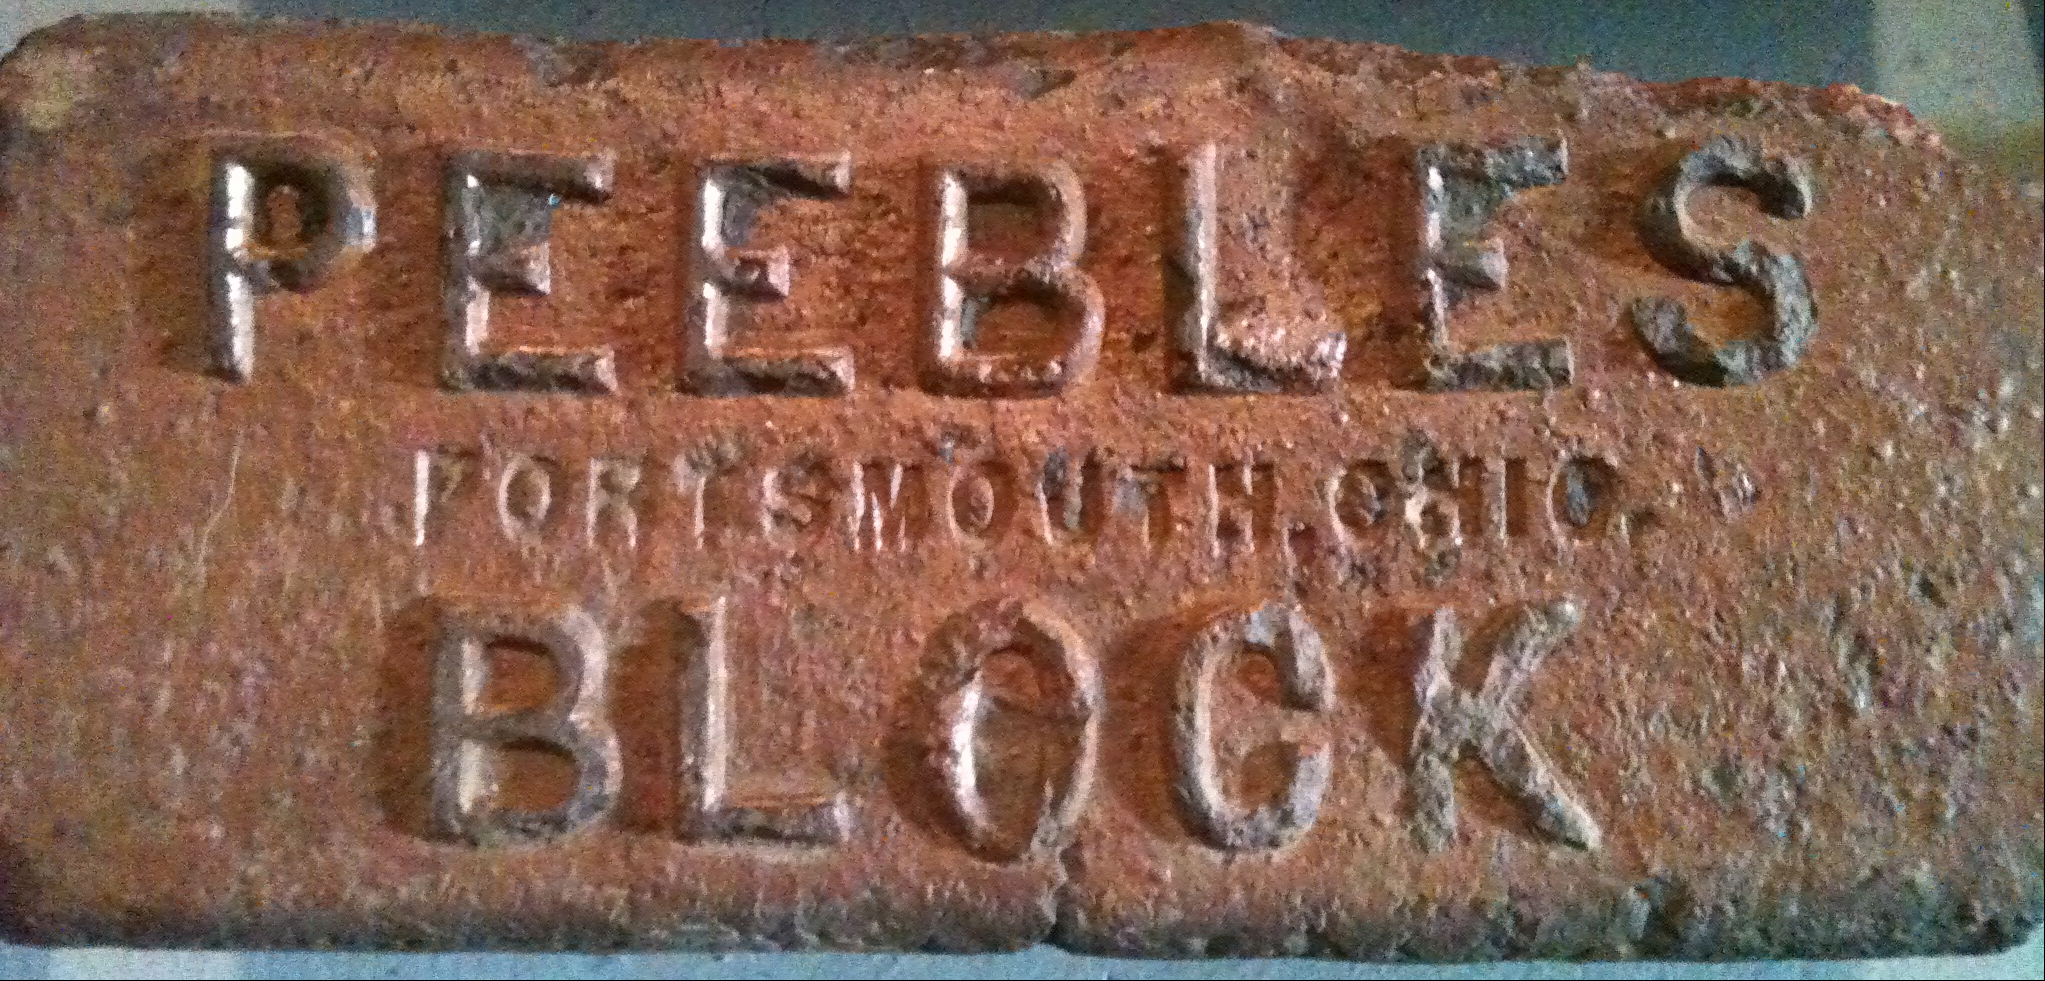 PEEBLES
PORTSMOUTH, OHIO.
BLOCK